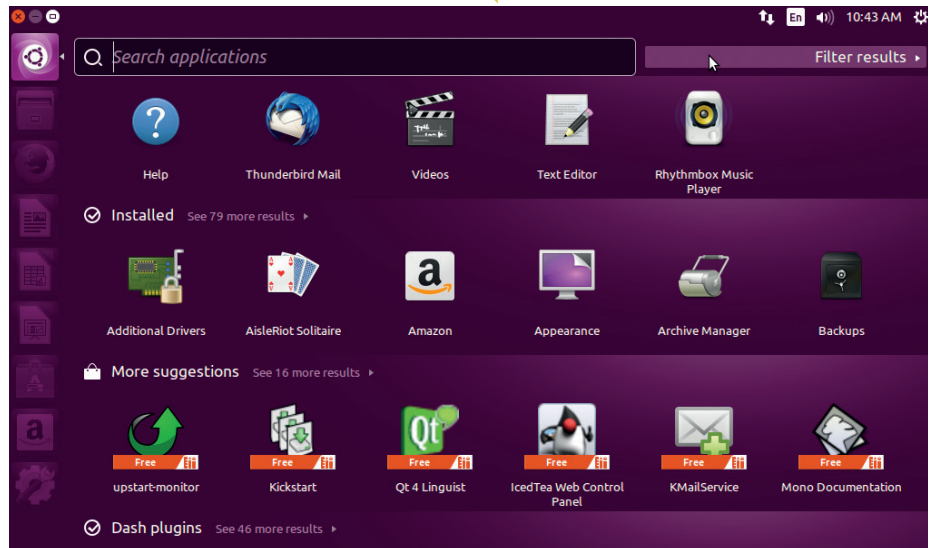 En 10:43 AM
Search applications
Filter results
Help Thunderbird Mail Videos Text Editor Rhythmbox Music
Player
Installed See 79 more results
Additional Drivers AisleRiot Solitaire Amazon Appearance Archive Manager Backups
More suggestions See 16 more results
Qt
Free Free Free Free Free Free
upstart-monitor Kickstart Qt 4 Linguist IcedTea Web Control KMailService Mono Documentation
Panel
Dash plugins See 46 more results